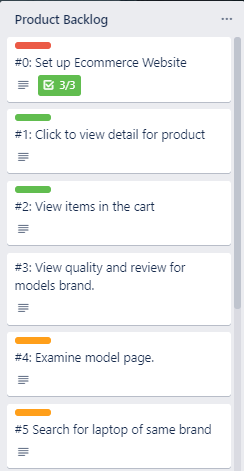 Product Backlog
#0: Set up Ecommerce Website
3/3
#1: Click to view detail for product
#2: View items in the cart
#3: View quality and review for
models brand.
#4: Examine model page.
#5 Search for laptop of same brand